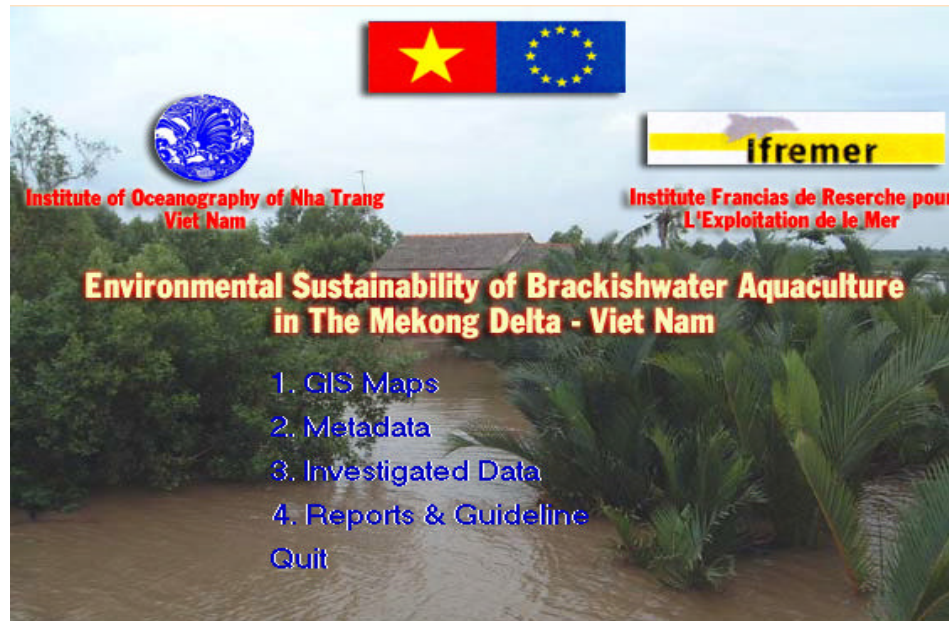 ifremer
Institute of Oceanography of Nha Trang
Viet Nam
Institute Francias de Reserche pour
L'Exploitation de le Mer
Environmental Sustainability of Brackishwater Aquaculture
in The Mekong Delta - Viet Nam
1. GIS Maps
2. Metadata
3. Investigated Data
4. Reports & Guideline
Quit